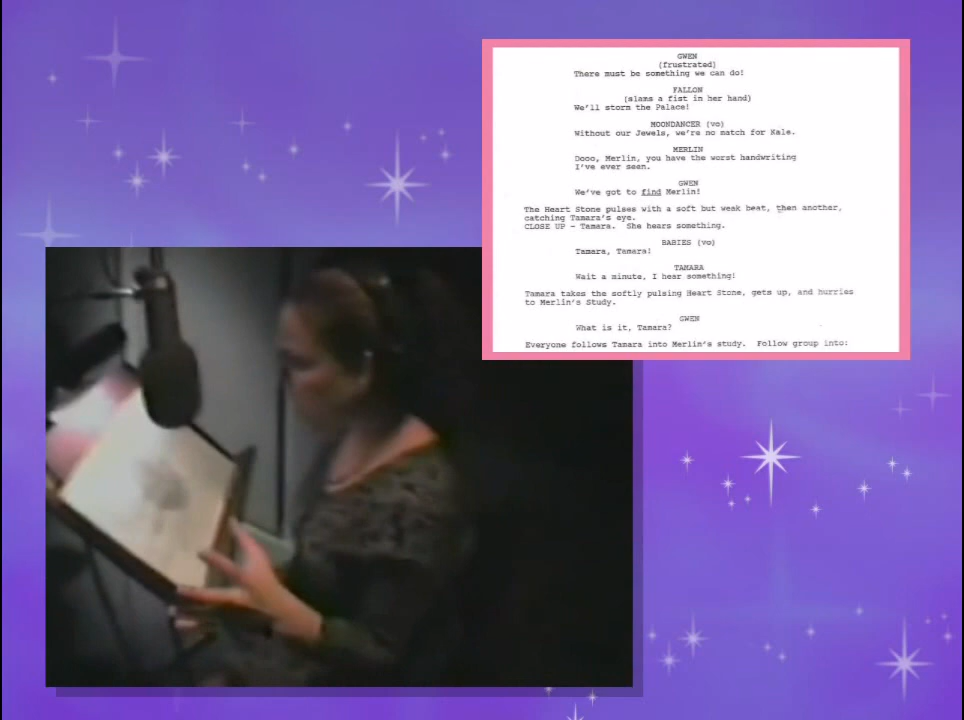 GWEN
(frustrated)
There must be something we can do!
FALLON
(slams a fist in her hand)
We'll storm the Palace!
MOONDANCER (vo)
Without our Jewels, we're no match for Kale.
MERLIN
Dooo, Merlin, you have the worst handwriting
I've ever seen.
GWEN
We've got to find Merlin!
The Heart Stone pulses with a soft but weak beat, then another,
catching Tamara's eye.
CLOSE UP - Tamara. She hears something.
BABIES (vo)
Tamara, Tamara!
TAMARA
Wait a minute, I hear something!
Tamara takes the softly pulsing Heart Stone, gets up, and hurries
to Merlin's Study.
GWEN
What is it, Tamara?
Everyone follows Tamara into Merlin's study. Follow group into: